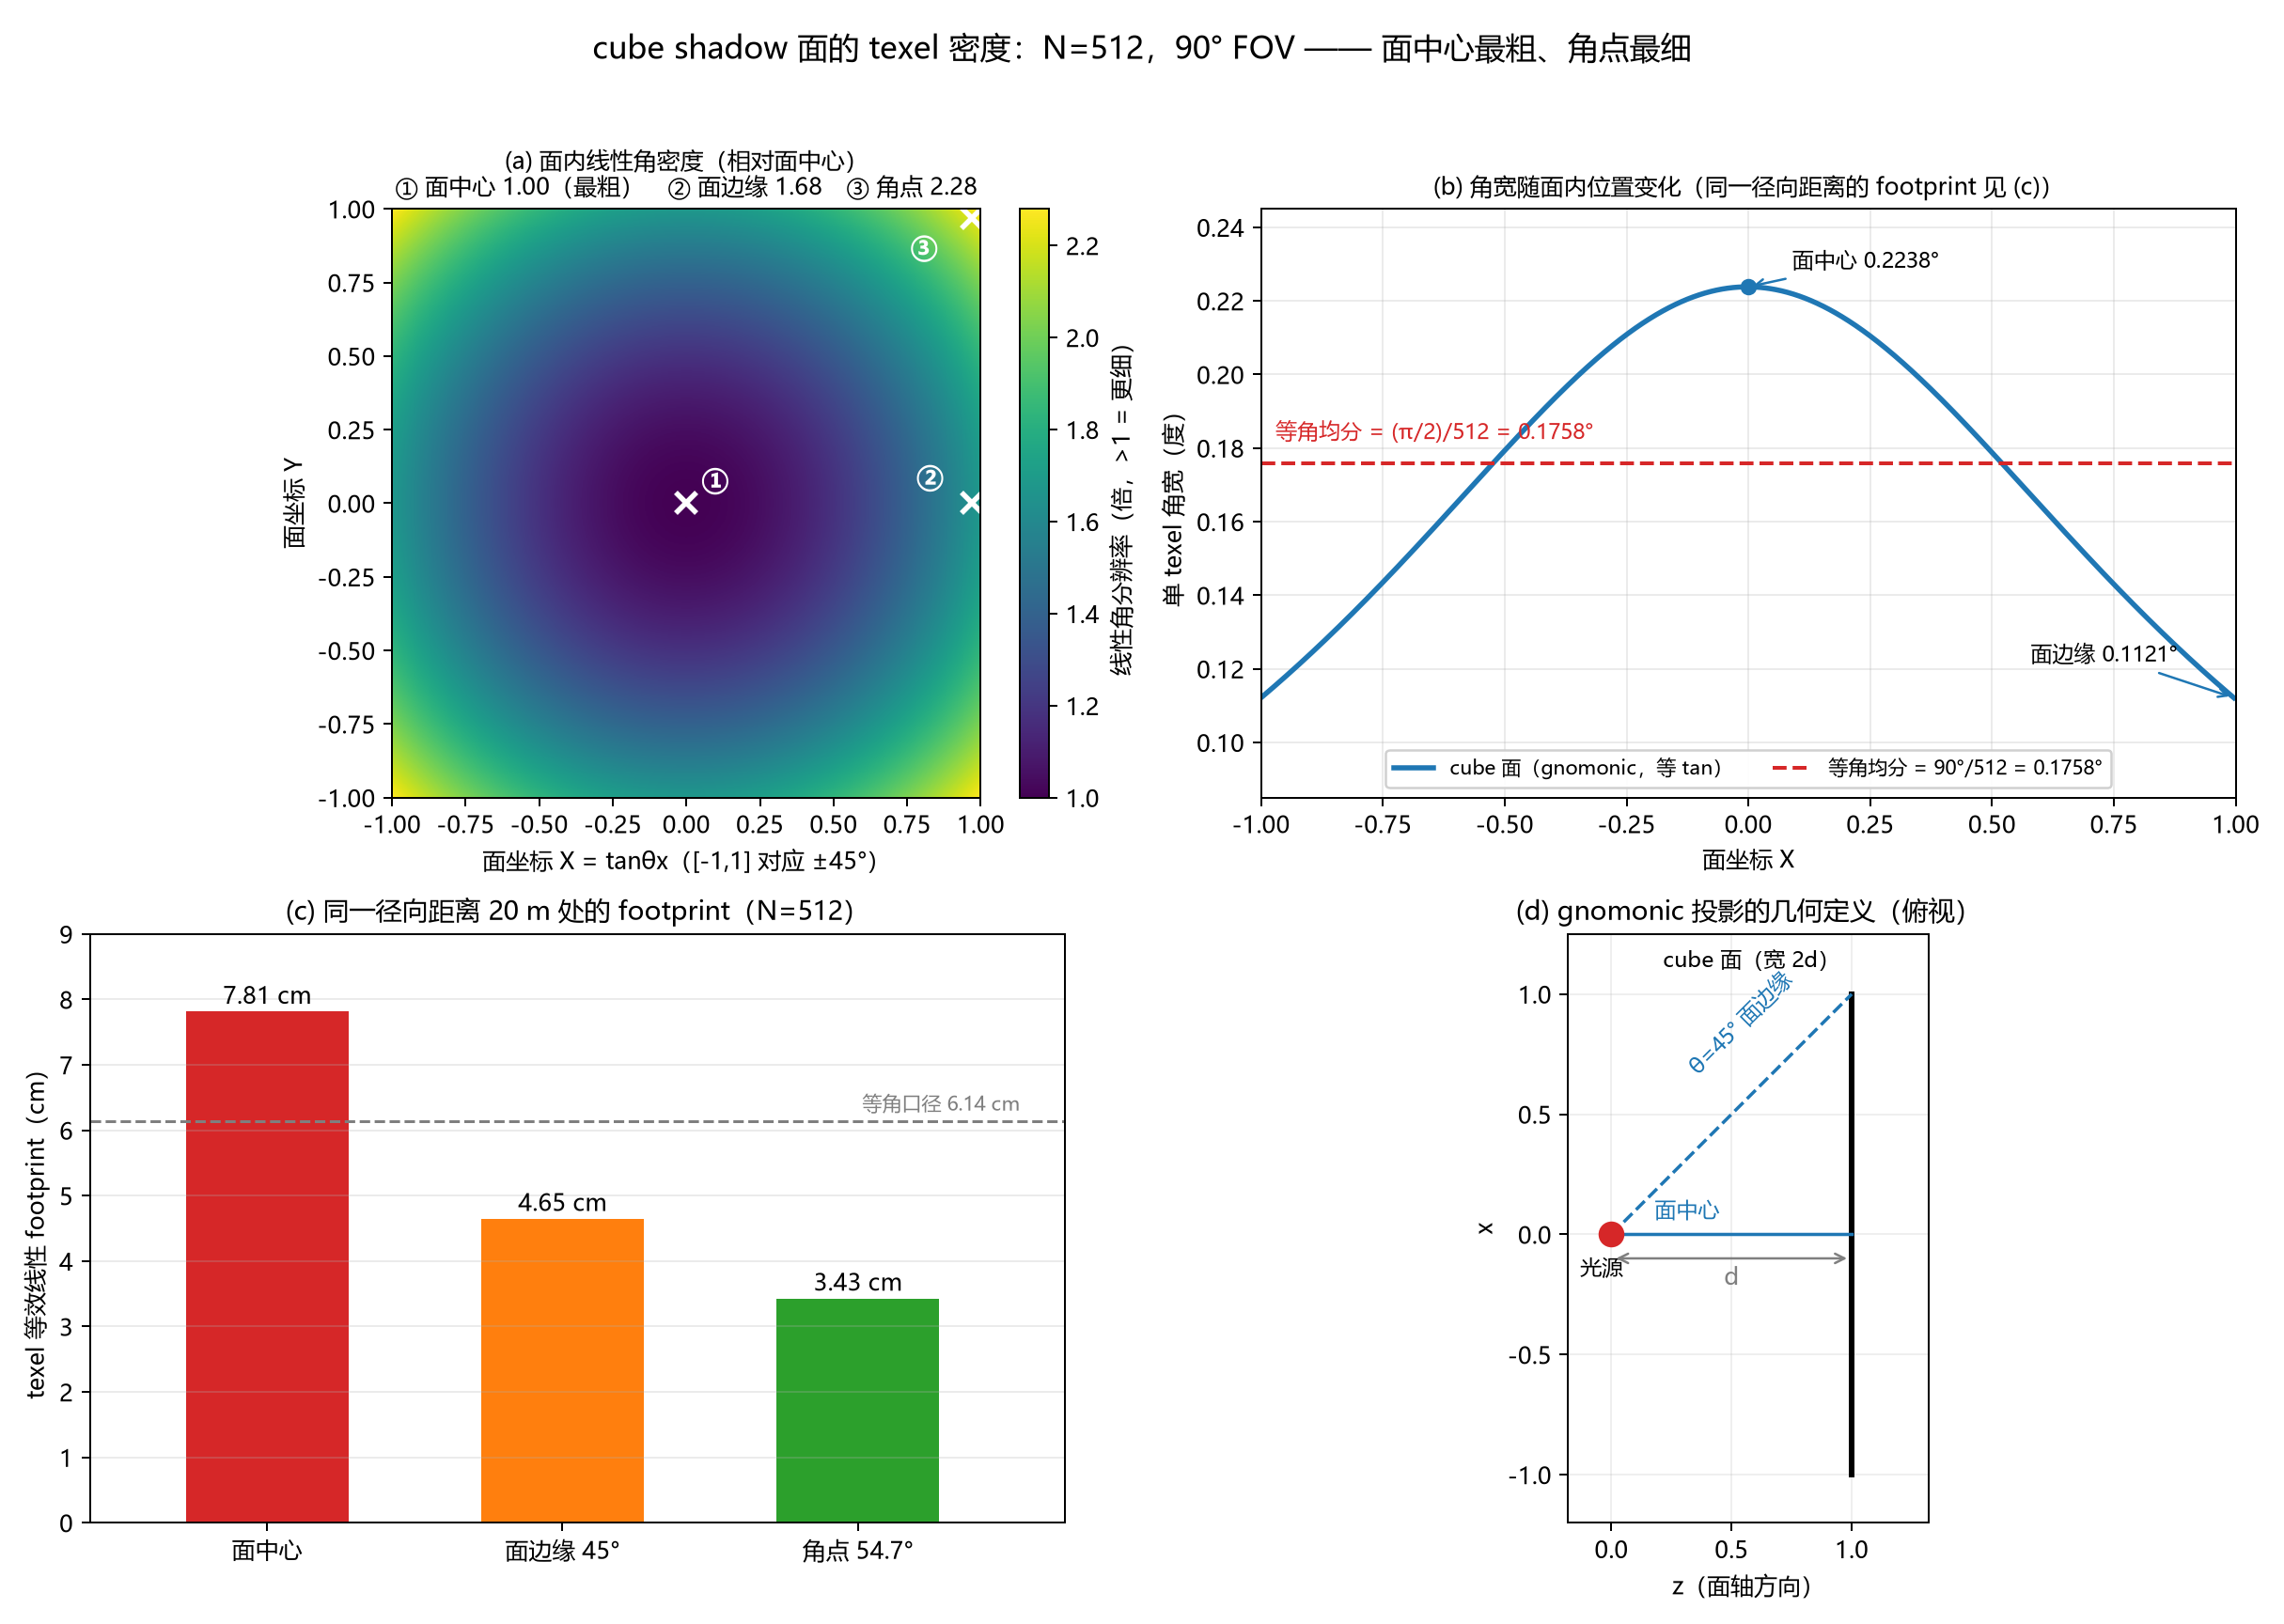 cube shadow 面的 texel 密度：N=512，90° FOV —— 面中心最粗、角点最细
(a) 面内线性角密度（相对面中心）
① 面中心 1.00（最粗） ② 面边缘 1.68 ③ 角点 2.28
1.00
0.75
0.50
0.25
0.00
-0.25
-0.50
-0.75
-1.00
面坐标 Y
③
①
②
-1.00 -0.75 -0.50 -0.25 0.00 0.25 0.50 0.75 1.00
面坐标 X = tanθx（[-1,1] 对应 ±45°）
2.2
2.0
1.8
1.6
1.4
1.2
1.0
线性角分辨率（倍，>1 = 更细）
(b) 角宽随面内位置变化（同一径向距离的 footprint 见 (c)）
0.24
0.22
0.20
0.18
0.16
0.14
0.12
0.10
单 texel 角宽（度）
面中心 0.2238°
等角均分 = (π/2)/512 = 0.1758°
面边缘 0.1121°
cube 面（gnomonic，等 tan） 等角均分 = 90°/512 = 0.1758°
-1.00 -0.75 -0.50 -0.25 0.00 0.25 0.50 0.75 1.00
面坐标 X
(c) 同一径向距离 20 m 处的 footprint（N=512）
9
8
7
6
5
4
3
2
1
0
texel 等效线性 footprint（cm）
7.81 cm
等角口径 6.14 cm
4.65 cm
3.43 cm
面中心 面边缘 45° 角点 54.7°
(d) gnomonic 投影的几何定义（俯视）
cube 面（宽 2d）
θ=45° 面边缘
面中心
光源
d
1.0
0.5
0.0
-0.5
-1.0
x
0.0 0.5 1.0
z（面轴方向）